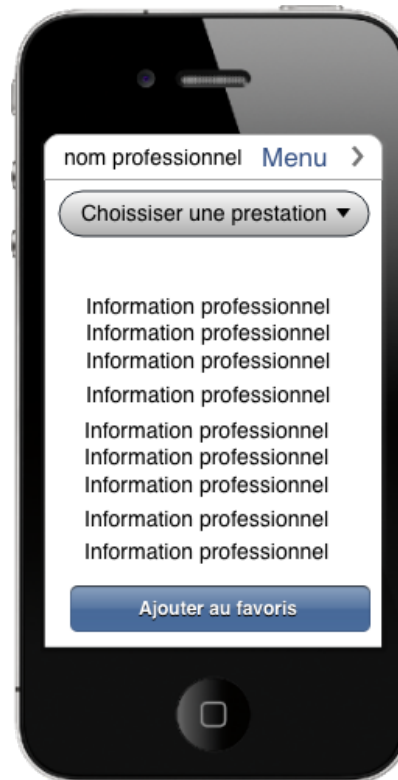 nom professionnel Menu >
Choissiser une prestation ▼
Information professionnel
Information professionnel
Information professionnel
Information professionnel
Information professionnel
Information professionnel
Information professionnel
Information professionnel
Information professionnel
Ajouter au favoris